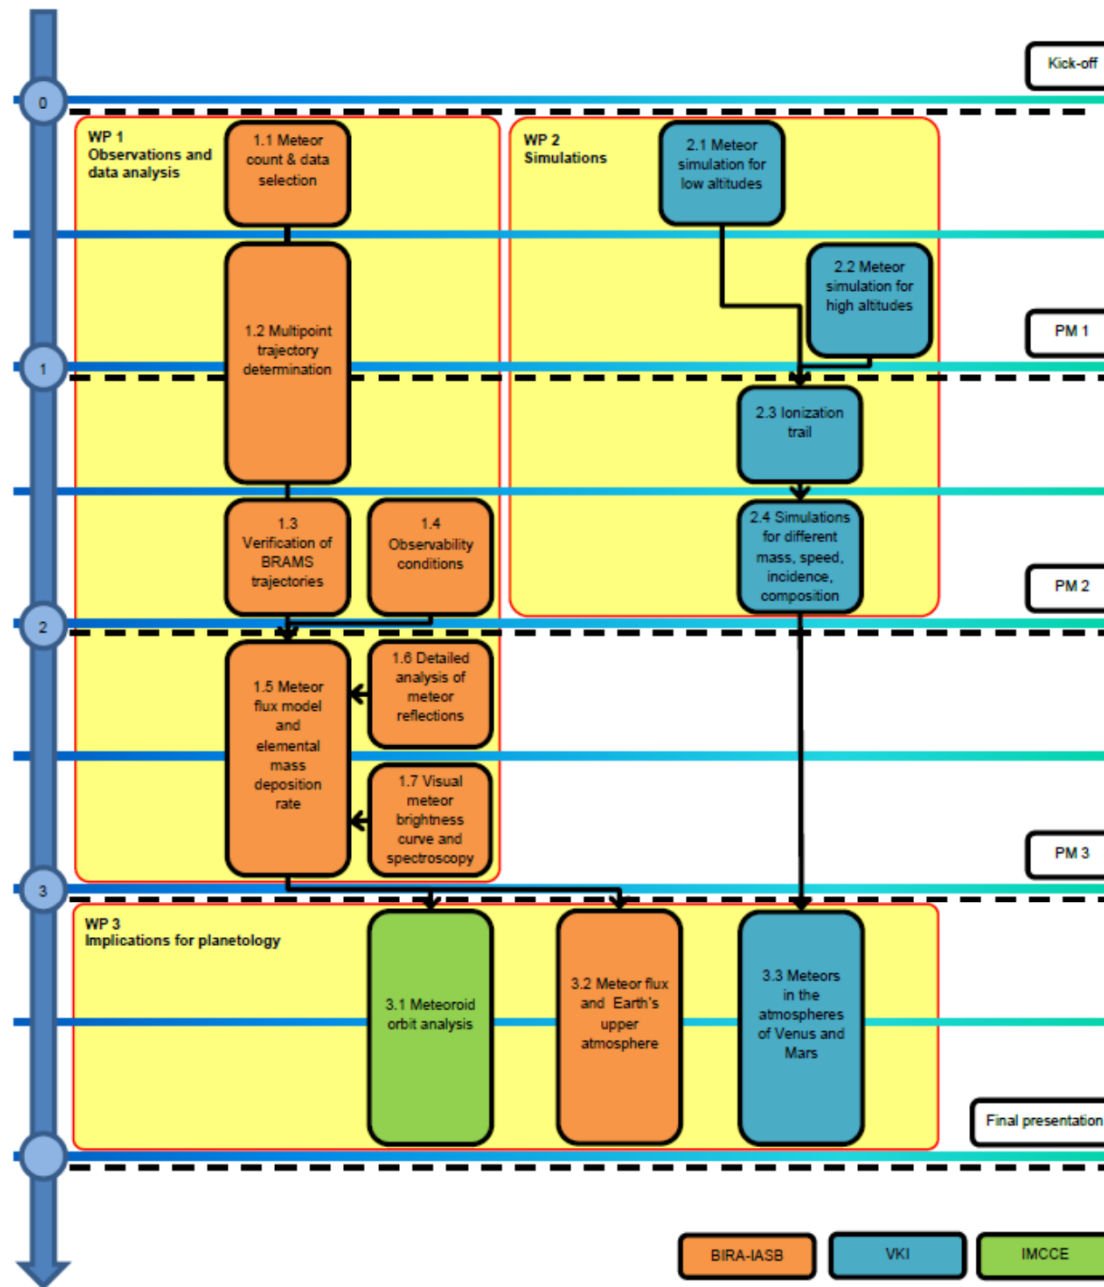 Kick-off
0
WP 1
Observations and
data analysis
1.1 Meteor
count & data
selection
WP 2
Simulations
2.1 Meteor
simulation for
low altitudes
2.2 Meteor
simulation for
high altitudes
1.2 Multipoint
trajectory
determination
PM 1
1
2.3 Ionization
trail
1.3
Verification of
BRAMS
trajectories
1.4
Observability
conditions
2.4 Simulations
for different
mass, speed,
incidence,
composition
PM 2
2
1.5 Meteor
flux model
and
elemental
mass
deposition
rate
1.6 Detailed
analysis of
meteor
reflections
1.7 Visual
meteor
brightness
curve and
spectroscopy
PM 3
3
WP 3
Implications for planetology
3.1 Meteoroid
orbit analysis
3.2 Meteor flux
and Earth's
upper
atmosphere
3.3 Meteors
in the
atmospheres
of Venus and
Mars
Final presentation
BIRA-IASB
VKI
IMCCE